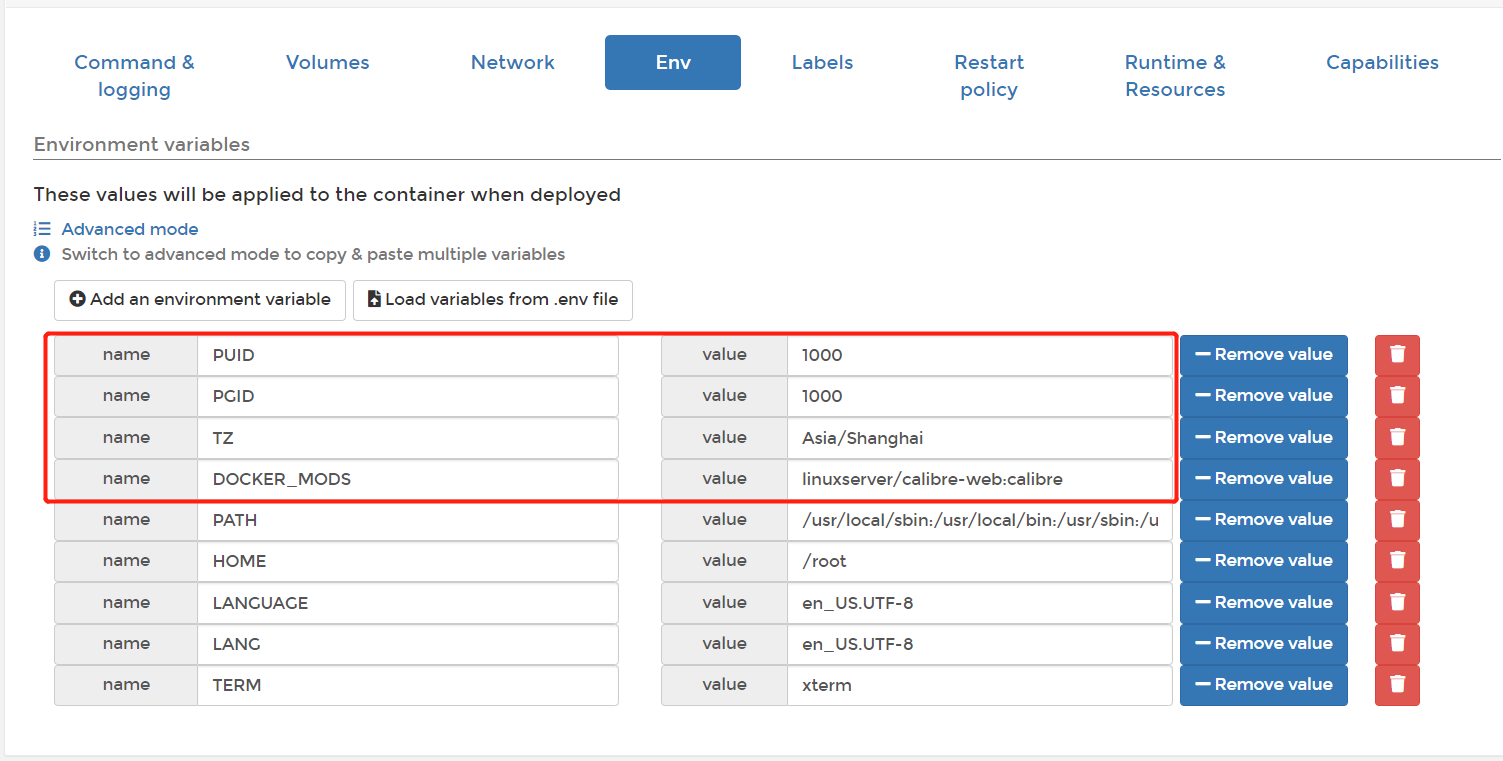 Command & logging
Volumes
Network
Env
Labels
Restart policy
Runtime & Resources
Capabilities
Environment variables
These values will be applied to the container when deployed
Advanced mode
Switch to advanced mode to copy & paste multiple variables
Add an environment variable Load variables from .env file
name PUID value 1000 Remove value
name PGID value 1000 Remove value
name TZ value Asia/Shanghai Remove value
name DOCKER_MODS value linuxserver/calibre-web:calibre Remove value
name PATH value /usr/local/sbin:/usr/local/bin:/usr/sbin:/u Remove value
name HOME value /root Remove value
name LANGUAGE value en_US.UTF-8 Remove value
name LANG value en_US.UTF-8 Remove value
name TERM value xterm Remove value